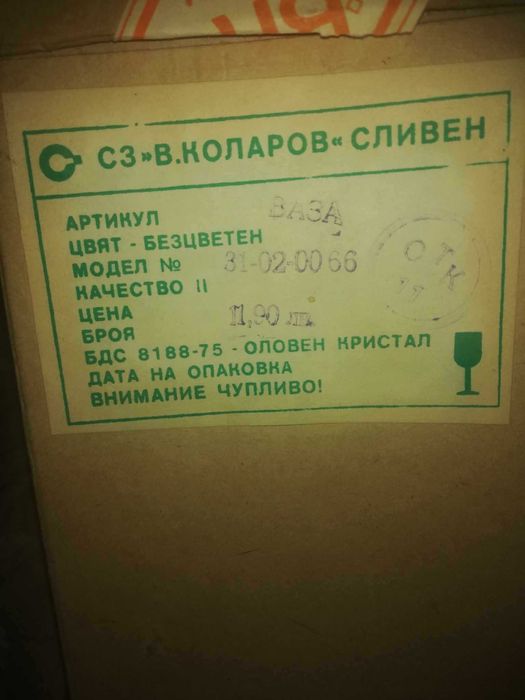 СЗ »В.КОЛАРОВ« СЛИВЕН
АРТИКУЛ ВАЗА
ЦВЯТ - БЕЗЦВЕТЕН
МОДЕЛ № 31-02-0066
КАЧЕСТВО II
ЦЕНА 11,90 лв.
БРОЯ
БДС 8188-75 - ОЛОВЕН КРИСТАЛ
ДАТА НА ОПАКОВКА
ВНИМАНИЕ ЧУПЛИВО!
ОТК